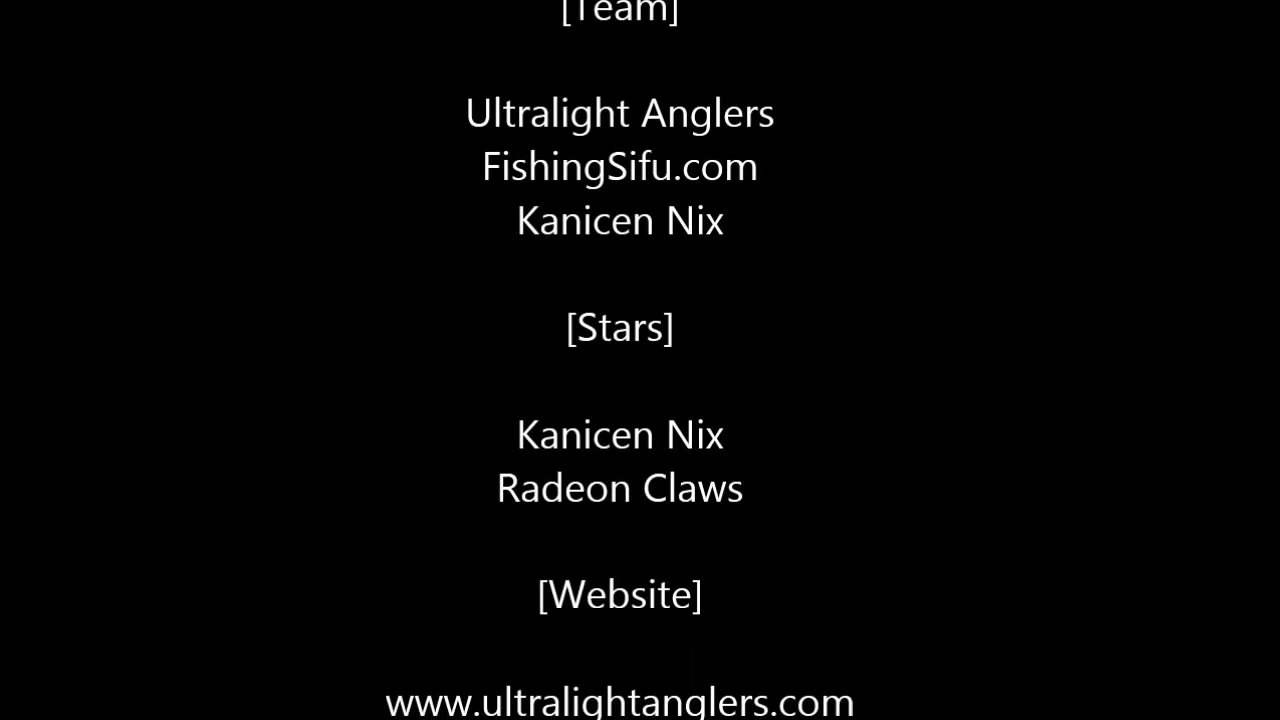 [Team]
Ultralight Anglers
FishingSifu.com
Kanicen Nix
[Stars]
Kanicen Nix
Radeon Claws
[Website]
www.ultralightanglers.com